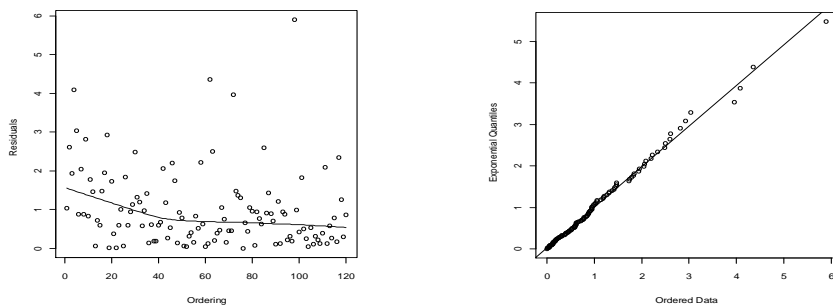 Residuals
6
5
4
3
2
1
0
0 20 40 60 80 100 120
Ordering
Exponential Quantiles
5
4
3
2
1
0
0 1 2 3 4 5 6
Ordered Data